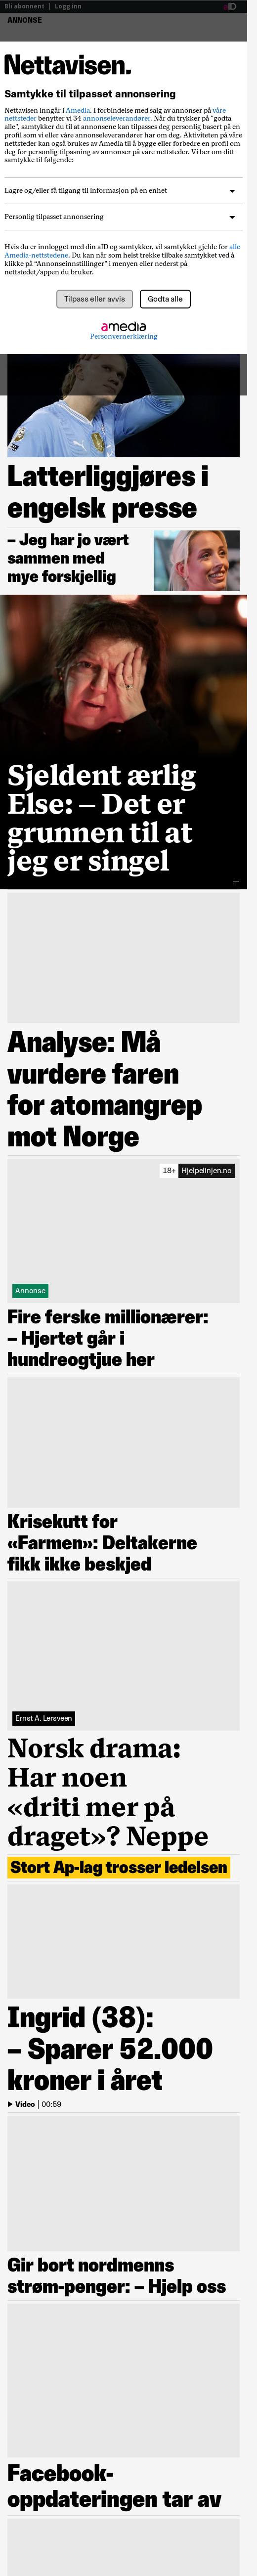 Bli abonnent | Logg inn
aID
ANNONSE
Nettavisen.
Samtykke til tilpasset annonsering
Nettavisen inngår i Amedia. I forbindelse med salg av annonser på våre
nettsteder benytter vi 34 annonseleverandører. Når du trykker på "godta
alle", samtykker du til at annonsene kan tilpasses deg personlig basert på en
profil som vi eller våre annonseleverandører har om deg. Aktiviteten på våre
nettsteder kan også brukes av Amedia til å bygge eller forbedre en profil om
deg for personlig tilpasning av annonser på våre nettsteder. Vi ber om ditt
samtykke til følgende:
Lagre og/eller få tilgang til informasjon på en enhet
Personlig tilpasset annonsering
Hvis du er innlogget med din aID og samtykker, vil samtykket gjelde for alle
Amedia-nettstedene. Du kan når som helst trekke tilbake samtykket ved å
klikke på “Annonseinnstillinger” i menyen eller nederst på
nettstedet/appen du bruker.
Tilpass eller avvis
Godta alle
amedia
Personvernerklæring
Latterliggjøres i
engelsk presse
– Jeg har jo vært
sammen med
mye forskjellig
Sjeldent ærlig
Else: – Det er
grunnen til at
jeg er singel
+
Analyse: Må
vurdere faren
for atomangrep
mot Norge
18+ Hjelpelinjen.no
Annonse
Fire ferske millionærer:
– Hjertet går i
hundreogtjue her
Krisekutt for
«Farmen»: Deltakerne
fikk ikke beskjed
Ernst A. Lersveen
Norsk drama:
Har noen
«driti mer på
draget»? Neppe
Stort Ap-lag trosser ledelsen
Ingrid (38):
– Sparer 52.000
kroner i året
Video | 00:59
Gir bort nordmenns
strøm-penger: – Hjelp oss
Facebook-
oppdateringen tar av